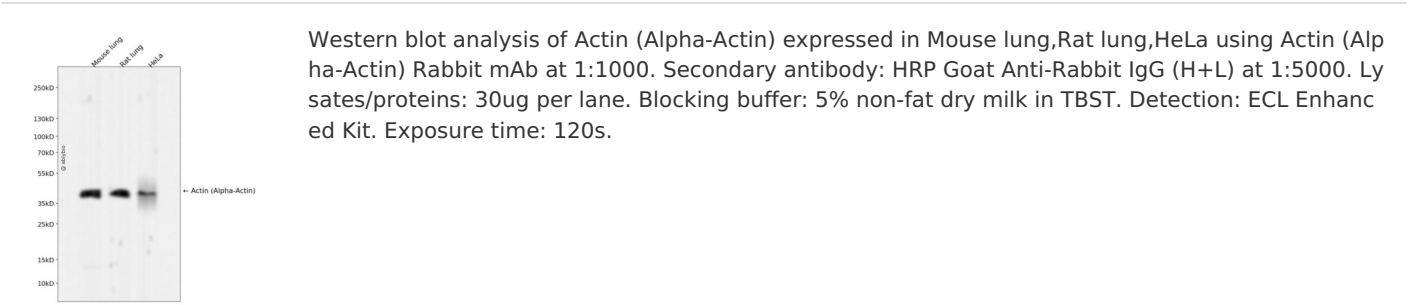 Mouse lung
Rat lung
HeLa
250kD
130kD
100kD
70kD
55kD
35kD
25kD
15kD
10kD
@ abbybio
← Actin (Alpha-Actin)
Western blot analysis of Actin (Alpha-Actin) expressed in Mouse lung,Rat lung,HeLa using Actin (Alp
ha-Actin) Rabbit mAb at 1:1000. Secondary antibody: HRP Goat Anti-Rabbit IgG (H+L) at 1:5000. Ly
sates/proteins: 30ug per lane. Blocking buffer: 5% non-fat dry milk in TBST. Detection: ECL Enhanc
ed Kit. Exposure time: 120s.